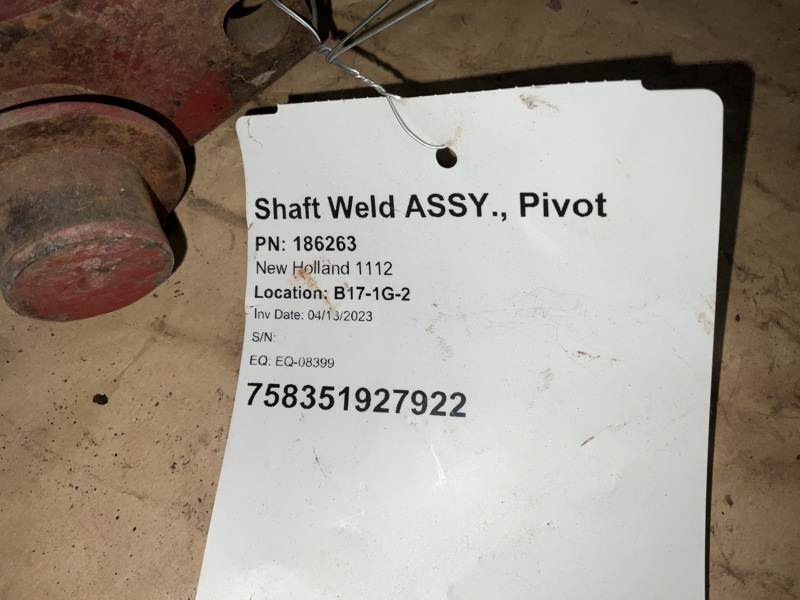 Shaft Weld ASSY., Pivot
PN: 186263
New Holland 1112
Location: B17-1G-2
Inv Date: 04/13/2023
S/N:
EQ: EQ-08399
758351927922